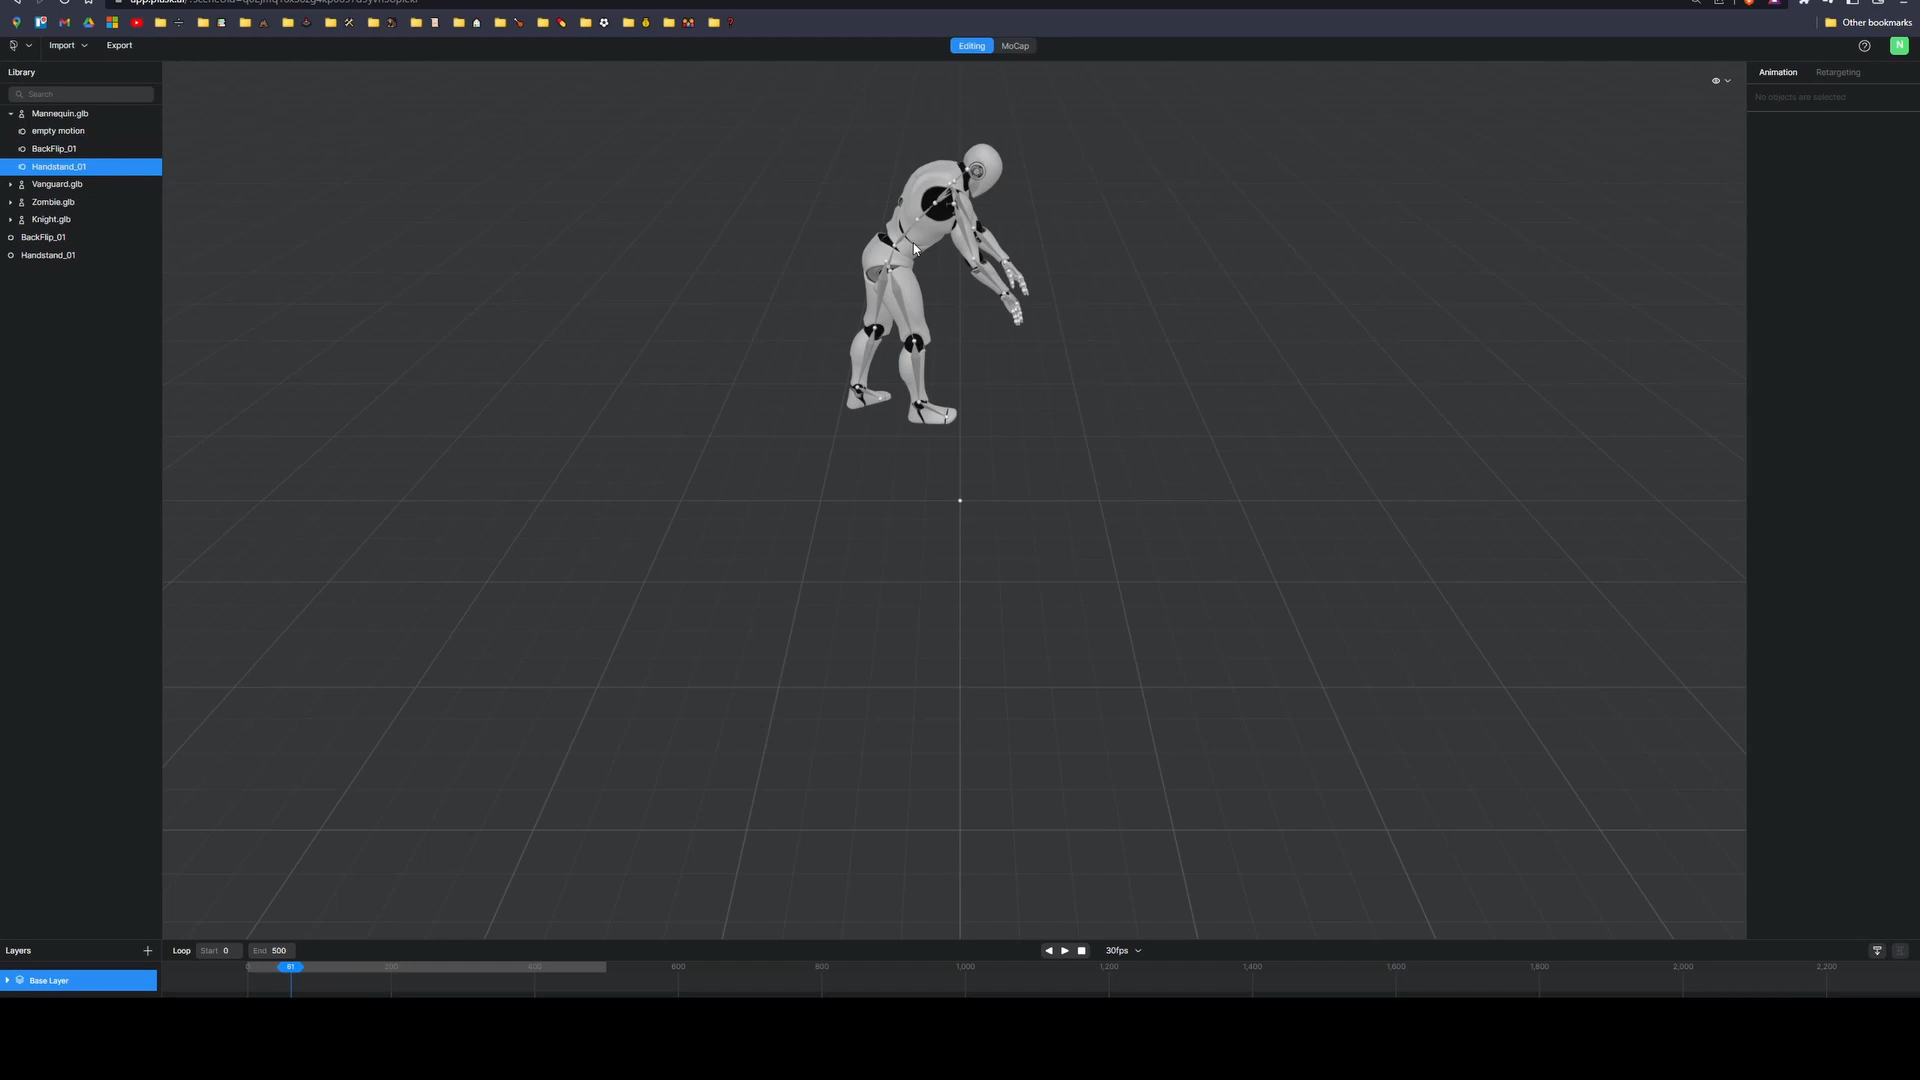 Other bookmarks
Import
Export
Editing
MoCap
N
Library
Search
Mannequin.glb
empty motion
BackFlip_01
Handstand_01
Vanguard.glb
Zombie.glb
Knight.glb
BackFlip_01
Handstand_01
Animation
Retargeting
No objects are selected
Layers
Loop
Start 0
End 500
30fps
0
61
200
400
600
800
1,000
1,200
1,400
1,600
1,800
2,000
2,200
Base Layer